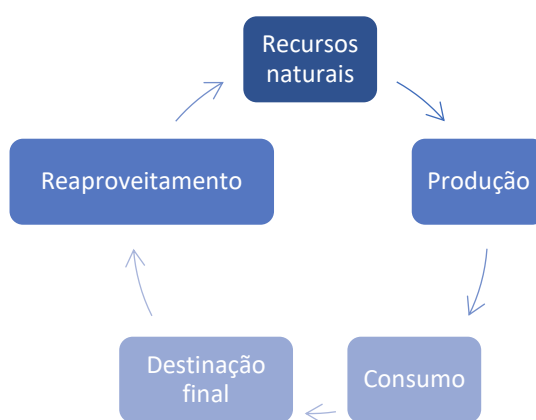 Recursos
naturais
Reaproveitamento
Produção
Destinação
final
Consumo